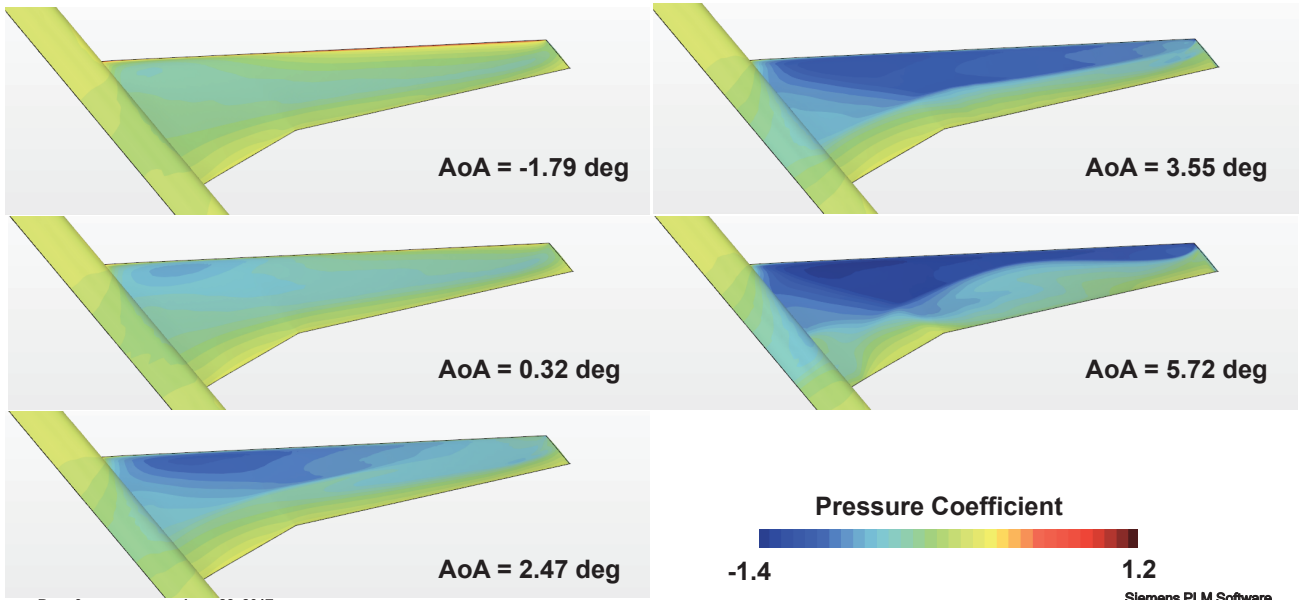 AoA = -1.79 deg
AoA = 3.55 deg
AoA = 0.32 deg
AoA = 5.72 deg
AoA = 2.47 deg
Pressure Coefficient
-1.4 1.2
Siemens PLM Software